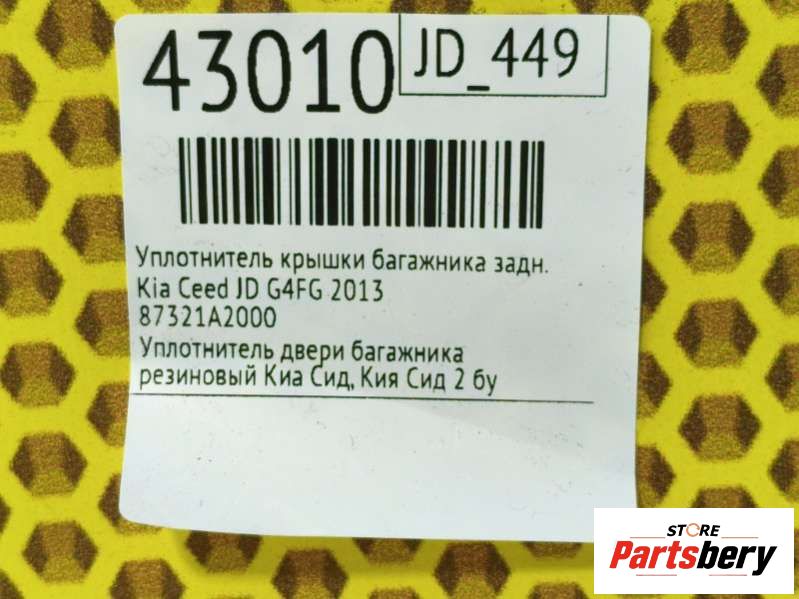 43010
JD_449
Уплотнитель крышки багажника задн.
Kia Ceed JD G4FG 2013
87321A2000
Уплотнитель двери багажника
резиновый Киа Сид, Кия Сид 2 бу
STORE
Partsbery